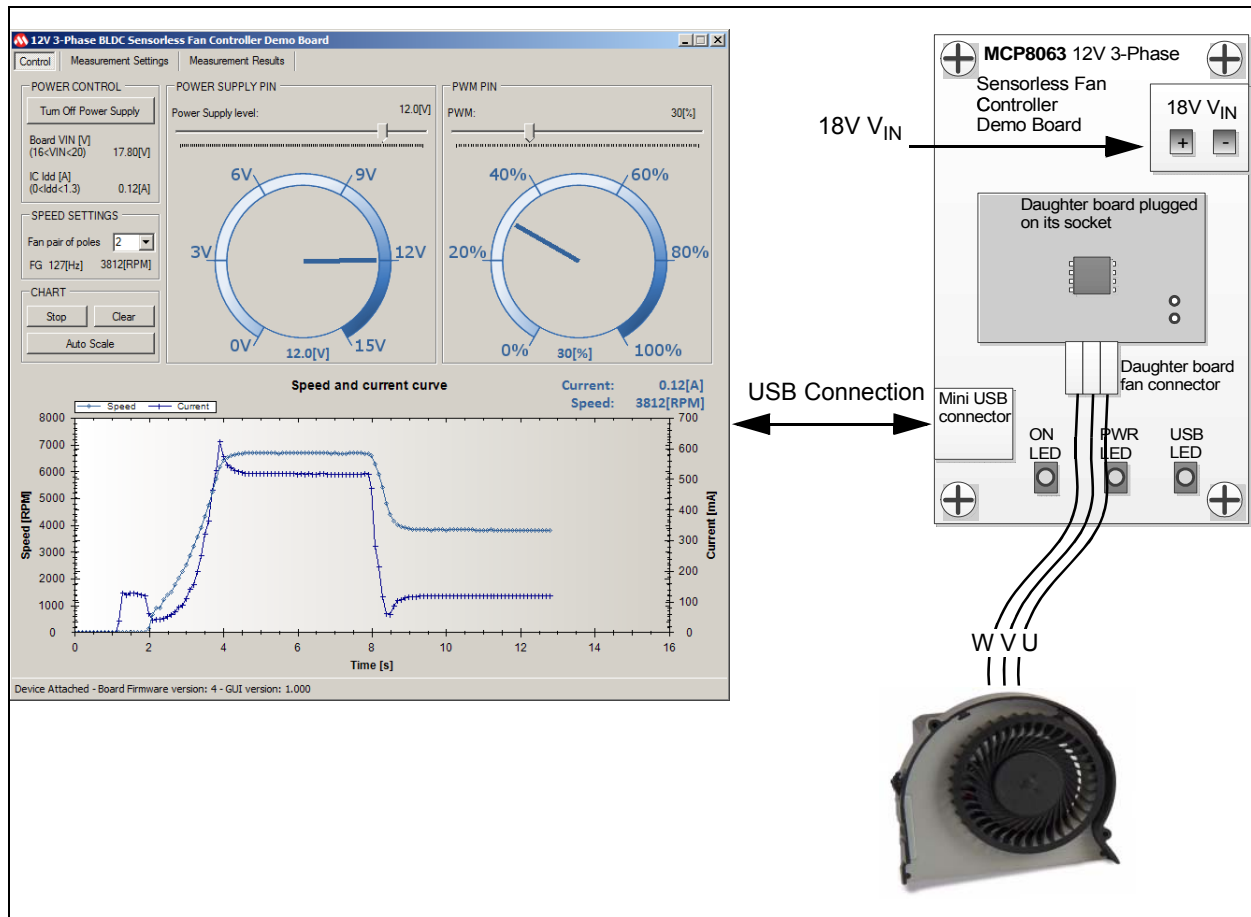 12V 3-Phase BLDC Sensorless Fan Controller Demo Board
Control Measurement Settings Measurement Results
POWER CONTROL
Turn Off Power Supply
Board VIN [V]
(16<VIN<20) 17.80[V]
IC Idd [A]
(0<Idd<1.3) 0.12[A]
SPEED SETTINGS
Fan pair of poles 2
FG 127[Hz] 3812[RPM]
CHART
Stop Clear
Auto Scale
POWER SUPPLY PIN
Power Supply level: 12.0[V]
6V 9V
3V 12V
0V 15V
12.0[V]
PWM PIN
PWM: 30[%]
40% 60%
20% 80%
0% 100%
30[%]
Speed and current curve
Current: 0.12[A]
Speed: 3812[RPM]
Speed Current
8000
7000
6000
5000
4000
3000
2000
1000
0
Speed [RPM]
700
600
500
400
300
200
100
0
Current [mA]
0 2 4 6 8 10 12 14 16
Time [s]
Device Attached - Board Firmware version: 4 - GUI version: 1.000
18V VIN
USB Connection
MCP8063 12V 3-Phase
Sensorless Fan
Controller
Demo Board
18V VIN
+ -
Daughter board plugged
on its socket
Daughter board
fan connector
Mini USB
connector
ON
LED
PWR
LED
USB
LED
W V U